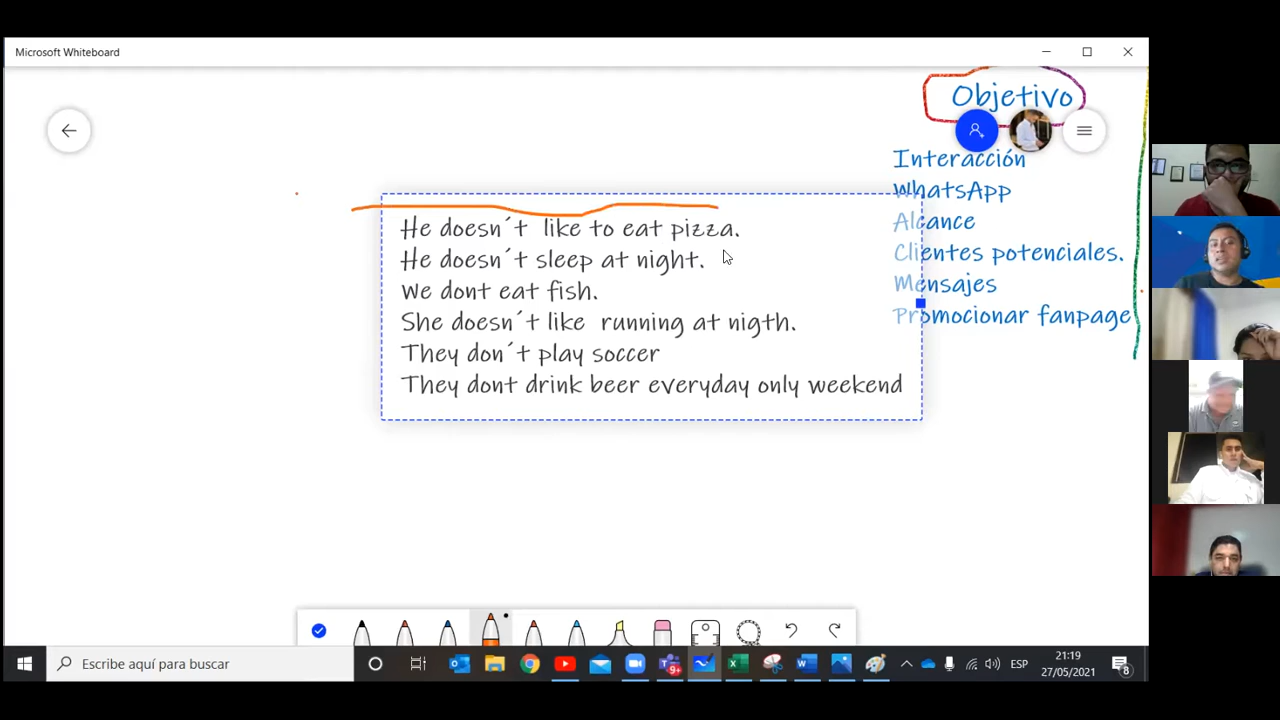 Microsoft Whiteboard
Objetivo
Interacción
WhatsApp
Alcance
Clientes potenciales.
Mensajes
Promocionar fanpage
He doesn´t like to eat pizza.
He doesn´t sleep at night.
We dont eat fish.
She doesn´t like running at nigth.
They don´t play soccer
They dont drink beer everyday only weekend
Escribe aquí para buscar
9+
ESP
21:19
27/05/2021
8